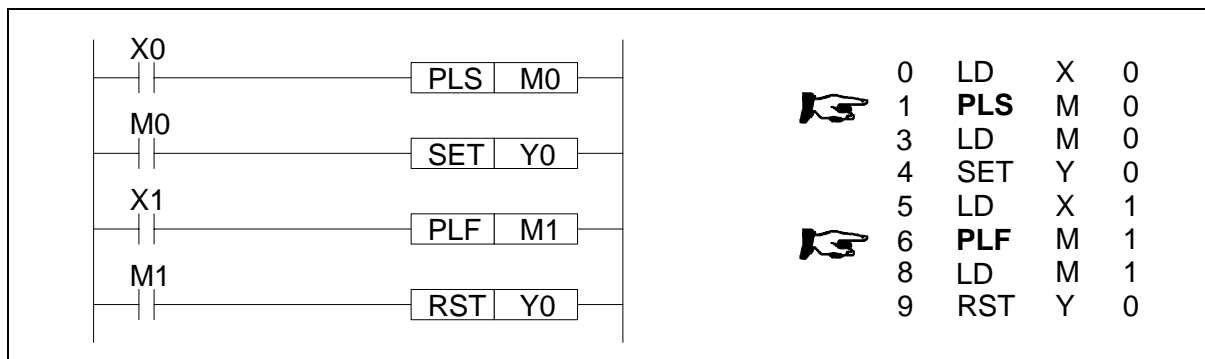 X0
PLS M0
M0
SET Y0
X1
PLF M1
M1
RST Y0
0 LD X 0
1 PLS M 0
3 LD M 0
4 SET Y 0
5 LD X 1
6 PLF M 1
8 LD M 1
9 RST Y 0